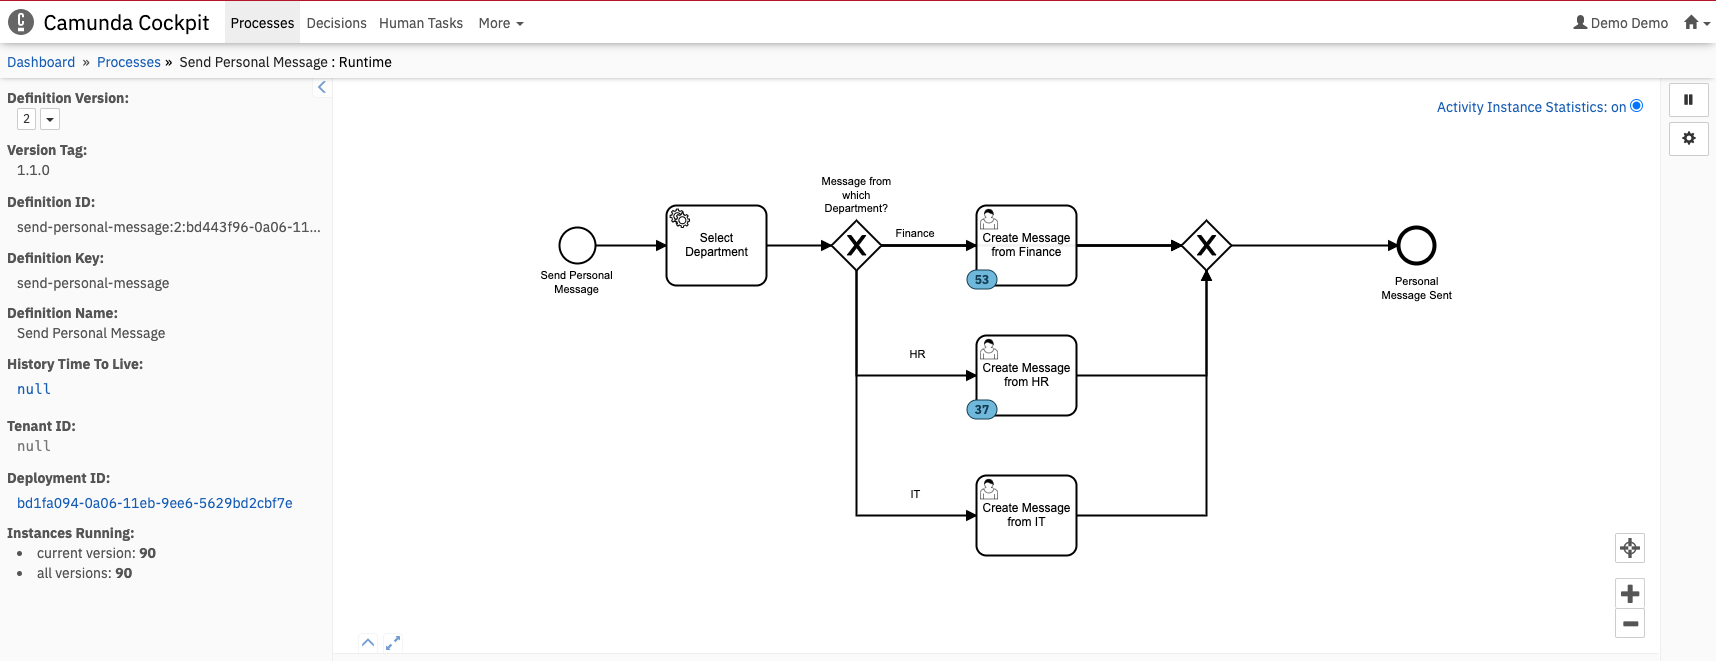 Camunda Cockpit
Processes
Decisions
Human Tasks
More
Demo Demo
Dashboard » Processes » Send Personal Message : Runtime
Definition Version:
2
Version Tag:
1.1.0
Definition ID:
send-personal-message:2:bd443f96-0a06-11...
Definition Key:
send-personal-message
Definition Name:
Send Personal Message
History Time To Live:
null
Tenant ID:
null
Deployment ID:
bd1fa094-0a06-11eb-9ee6-5629bd2cbf7e
Instances Running:
• current version: 90
• all versions: 90
Activity Instance Statistics: on
Send Personal
Message
Select
Department
Message from
which
Department?
Finance
Create Message
from Finance
53
HR
Create Message
from HR
37
IT
Create Message
from IT
Personal
Message Sent